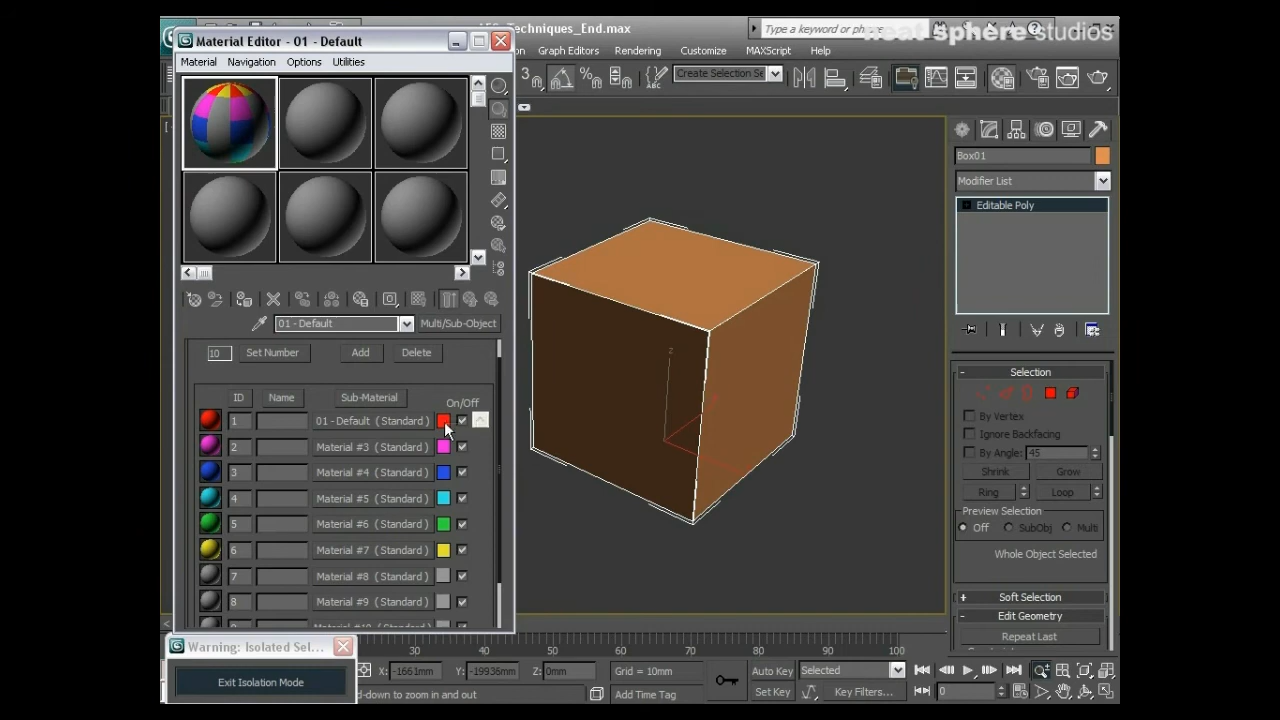 Material Editor - 01 - Default
Techniques_End.max
Type a keyword or ph
heat sphere studios
Material Navigation Options Utilities
Graph Editors Rendering Customize MAXScript Help
3
%
ABC
Create Selection Se
Box01
Modifier List
Editable Poly
01 - Default
Multi/Sub-Object
10 Set Number Add Delete
ID Name Sub-Material On/Off
1 01 - Default (Standard)
2 Material #3 (Standard)
3 Material #4 (Standard)
4 Material #5 (Standard)
5 Material #6 (Standard)
6 Material #7 (Standard)
7 Material #8 (Standard)
8 Material #9 (Standard)
Material #10 (Standard)
- Selection
By Vertex
Ignore Backfacing
By Angle: 45
Shrink Grow
Ring Loop
Preview Selection
Off SubObj Multi
Whole Object Selected
+ Soft Selection
- Edit Geometry
Repeat Last
Warning: Isolated Sel...
Exit Isolation Mode
30 40 50 60 70 80 90 100
X: -1661mm Y: -19936mm Z: 0mm Grid = 10mm
Auto Key Selected
d-down to zoom in and out
Add Time Tag
Set Key Key Filters...
0